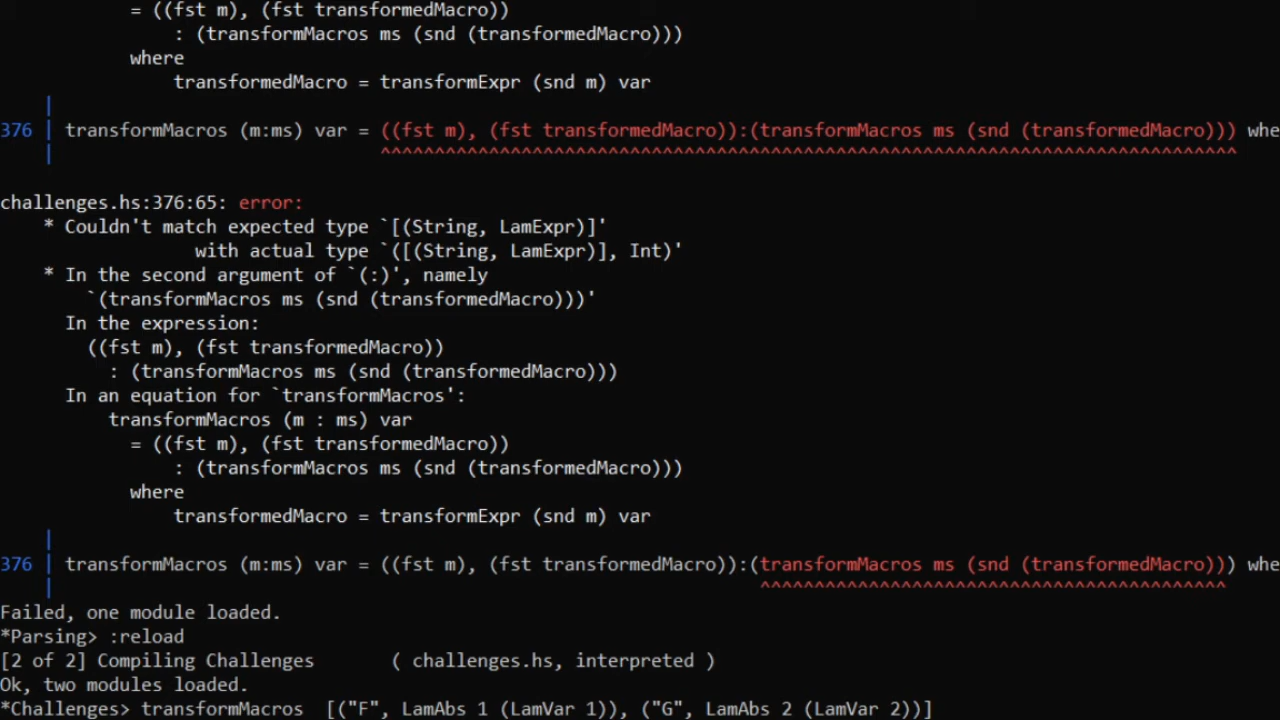 = ((fst m), (fst transformedMacro))
: (transformMacros ms (snd (transformedMacro)))
where
transformedMacro = transformExpr (snd m) var
|
376 | transformMacros (m:ms) var = ((fst m), (fst transformedMacro)):(transformMacros ms (snd (transformedMacro))) whe
| ^^^^^^^^^^^^^^^^^^^^^^^^^^^^^^^^^^^^^^^^^^^^^^^^^^^^^^^^^^^^^^^^^^^^^^^^^^^^^^^
challenges.hs:376:65: error:
* Couldn't match expected type `[(String, LamExpr)]'
with actual type `([(String, LamExpr)], Int)'
* In the second argument of `(:)', namely
`(transformMacros ms (snd (transformedMacro)))'
In the expression:
((fst m), (fst transformedMacro))
: (transformMacros ms (snd (transformedMacro)))
In an equation for `transformMacros':
transformMacros (m : ms) var
= ((fst m), (fst transformedMacro))
: (transformMacros ms (snd (transformedMacro)))
where
transformedMacro = transformExpr (snd m) var
|
376 | transformMacros (m:ms) var = ((fst m), (fst transformedMacro)):(transformMacros ms (snd (transformedMacro))) whe
| ^^^^^^^^^^^^^^^^^^^^^^^^^^^^^^^^^^^^^^^^^^^
Failed, one module loaded.
*Parsing> :reload
[2 of 2] Compiling Challenges ( challenges.hs, interpreted )
Ok, two modules loaded.
*Challenges> transformMacros [("F", LamAbs 1 (LamVar 1)), ("G", LamAbs 2 (LamVar 2))]